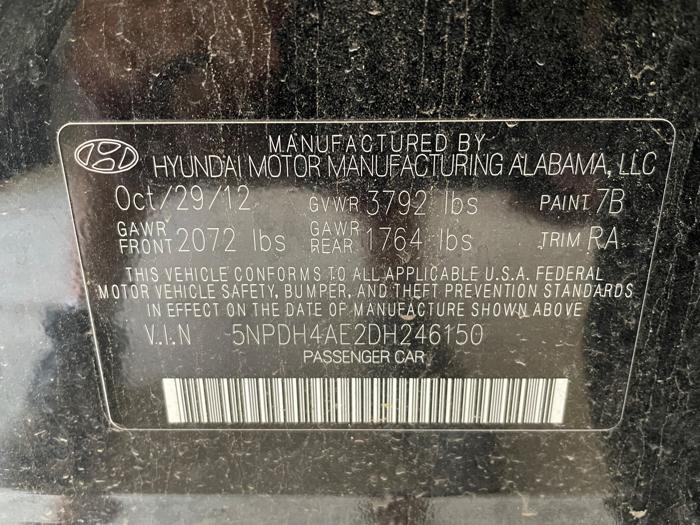 MANUFACTURED BY
HYUNDAI MOTOR MANUFACTURING ALABAMA, LLC
Oct/29/12 GVWR 3792 lbs PAINT 7B
GAWR FRONT 2072 lbs GAWR REAR 1764 lbs TRIM RA
THIS VEHICLE CONFORMS TO ALL APPLICABLE U.S.A. FEDERAL
MOTOR VEHICLE SAFETY, BUMPER, AND THEFT PREVENTION STANDARDS
IN EFFECT ON THE DATE OF MANUFACTURE SHOWN ABOVE
V.I.N 5NPDH4AE2DH246150
PASSENGER CAR